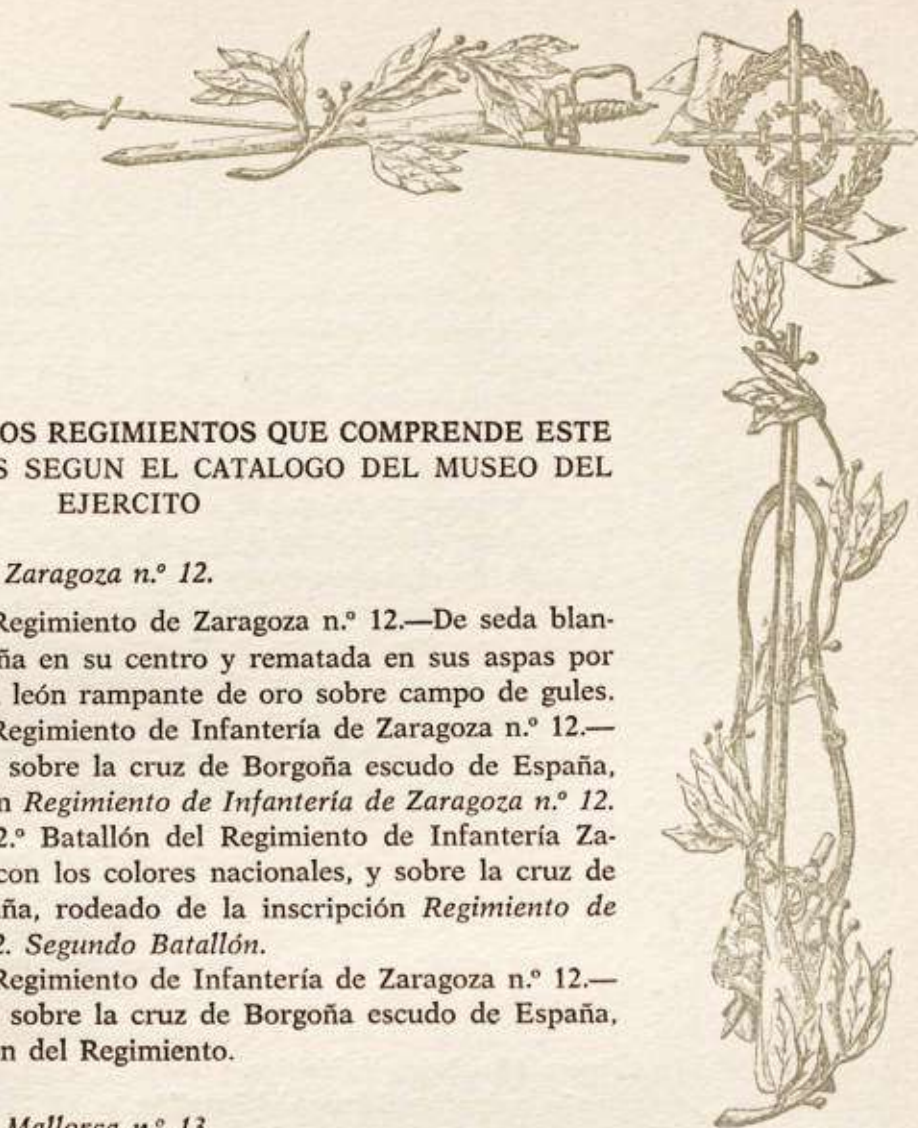 OS REGIMIENTOS QUE COMPRENDE ESTE
S SEGUN EL CATALOGO DEL MUSEO DEL
EJERCITO
Zaragoza n.º 12.
Regimiento de Zaragoza n.º 12.—De seda blan-
ña en su centro y rematada en sus aspas por
león rampante de oro sobre campo de gules.
Regimiento de Infantería de Zaragoza n.º 12.—
sobre la cruz de Borgoña escudo de España,
n Regimiento de Infantería de Zaragoza n.º 12.
2.º Batallón del Regimiento de Infantería Za-
con los colores nacionales, y sobre la cruz de
ña, rodeado de la inscripción Regimiento de
2. Segundo Batallón.
Regimiento de Infantería de Zaragoza n.º 12.—
sobre la cruz de Borgoña escudo de España,
n del Regimiento.
Mallorca n.º 13